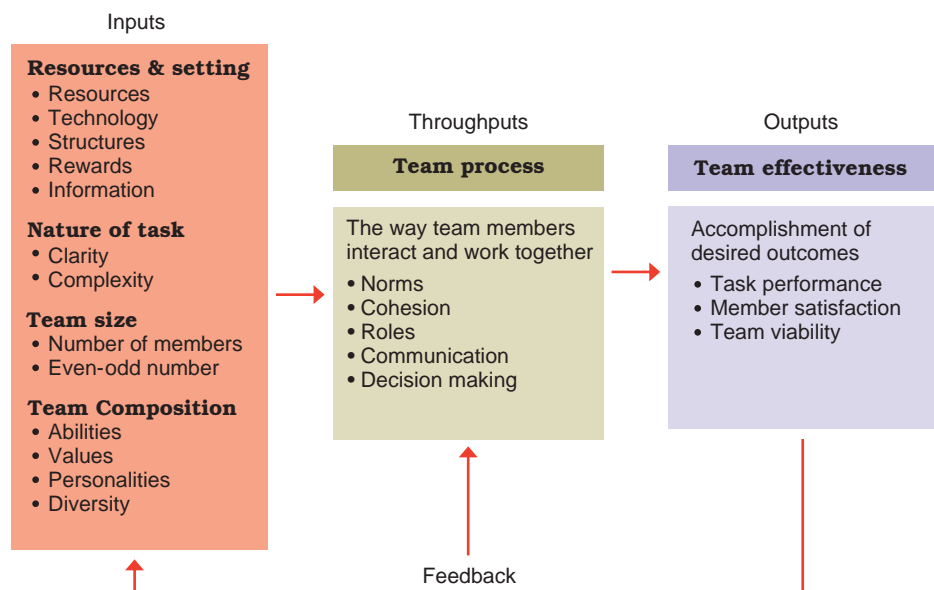 Inputs
Resources & setting
• Resources
• Technology
• Structures
• Rewards
• Information
Nature of task
• Clarity
• Complexity
Team size
• Number of members
• Even-odd number
Team Composition
• Abilities
• Values
• Personalities
• Diversity
Throughputs
Team process
The way team members
interact and work together
• Norms
• Cohesion
• Roles
• Communication
• Decision making
Outputs
Team effectiveness
Accomplishment of
desired outcomes
• Task performance
• Member satisfaction
• Team viability
Feedback